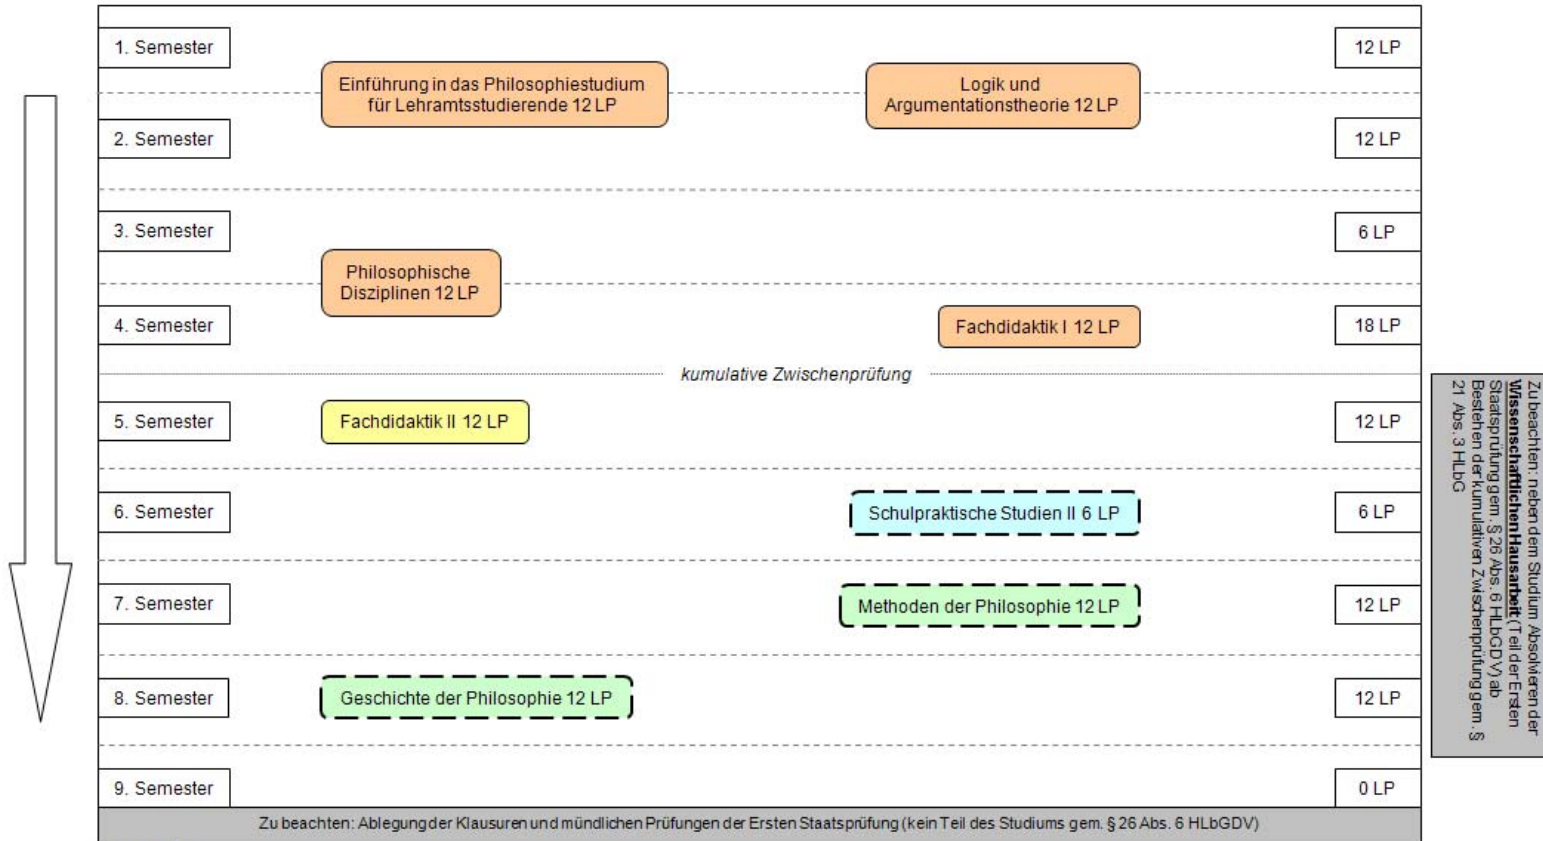 1. Semester
12 LP
Einführung in das Philosophiestudium
für Lehramtsstudierende 12 LP
Logik und
Argumentationstheorie 12 LP
2. Semester
12 LP
3. Semester
6 LP
Philosophische
Disziplinen 12 LP
4. Semester
Fachdidaktik I 12 LP
18 LP
kumulative Zwischenprüfung
5. Semester
Fachdidaktik II 12 LP
12 LP
6. Semester
Schulpraktische Studien II 6 LP
6 LP
7. Semester
Methoden der Philosophie 12 LP
12 LP
8. Semester
Geschichte der Philosophie 12 LP
12 LP
9. Semester
0 LP
Zu beachten: Ablegung der Klausuren und mündlichen Prüfungen der Ersten Staatsprüfung (kein Teil des Studiums gem. § 26 Abs. 6 HLbGDV)
Zu beachten: neben dem Studium Absolvieren der
Wissenschaftlichen Hausarbeit (Teil der Ersten
Staatsprüfung gem. § 26 Abs. 6 HLbGDV) ab
Bestehen der kumulativen Zwischenprüfung gem. §
21 Abs. 3 HLbG